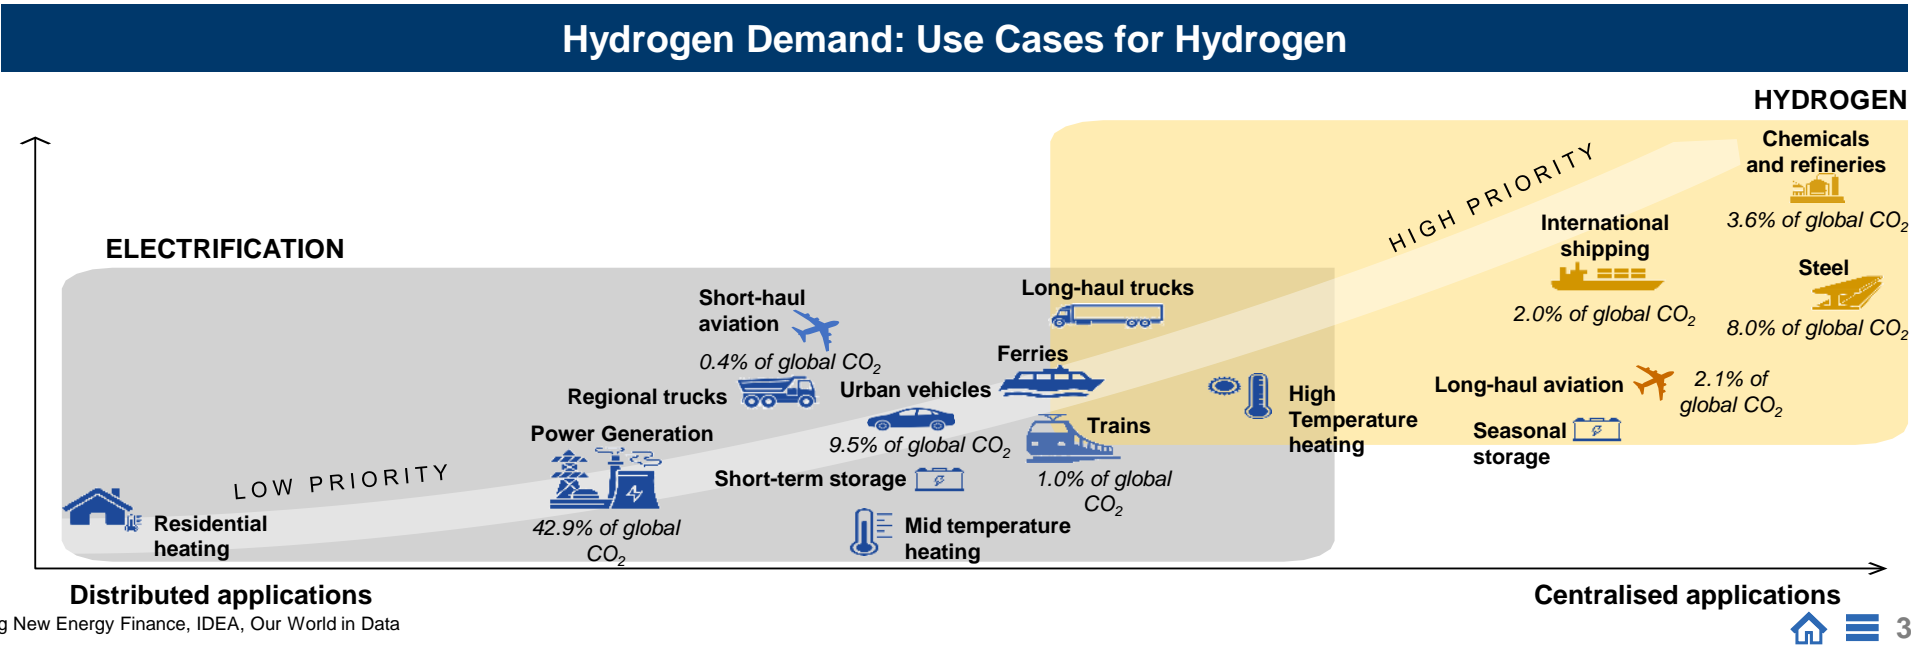 Hydrogen Demand: Use Cases for Hydrogen
HYDROGEN
Chemicals
and refineries
3.6% of global CO₂
HIGH PRIORITY
International
shipping
2.0% of global CO₂
Steel
8.0% of global CO₂
ELECTRIFICATION
Short-haul
aviation
0.4% of global CO₂
Long-haul trucks
Ferries
Regional trucks
Urban vehicles
9.5% of global CO₂
High
Temperature
heating
Long-haul aviation
2.1% of
global CO₂
Trains
1.0% of global
CO₂
Seasonal
storage
Power Generation
42.9% of global
CO₂
LOW PRIORITY
Short-term storage
Residential
heating
Mid temperature
heating
Distributed applications
Centralised applications
g New Energy Finance, IDEA, Our World in Data
3